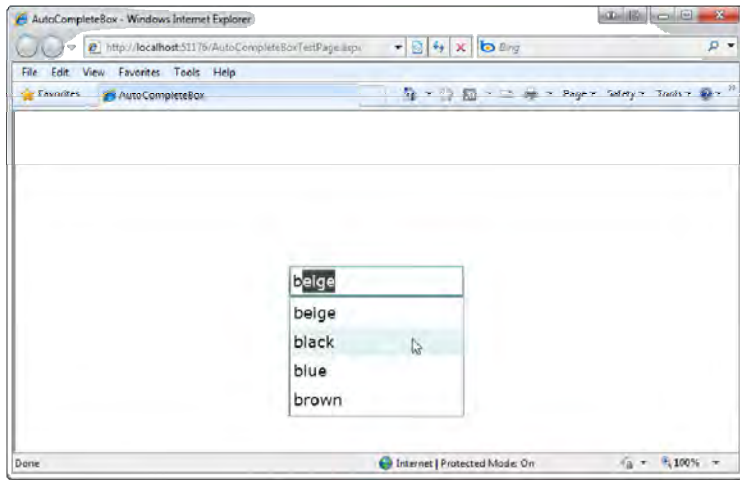 AutoCompleteBox - Windows Internet Explorer
http://localhost:51176/AutoCompleteBoxTestPage.aspx
Bing
File Edit View Favorites Tools Help
Favorites AutoCompleteBox Page Safety Tools
beige
beige
black
blue
brown
Done Internet | Protected Mode: On 100%